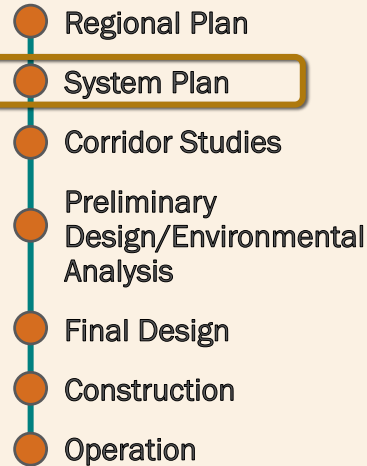 Regional Plan
System Plan
Corridor Studies
Preliminary
Design/Environmental
Analysis
Final Design
Construction
Operation